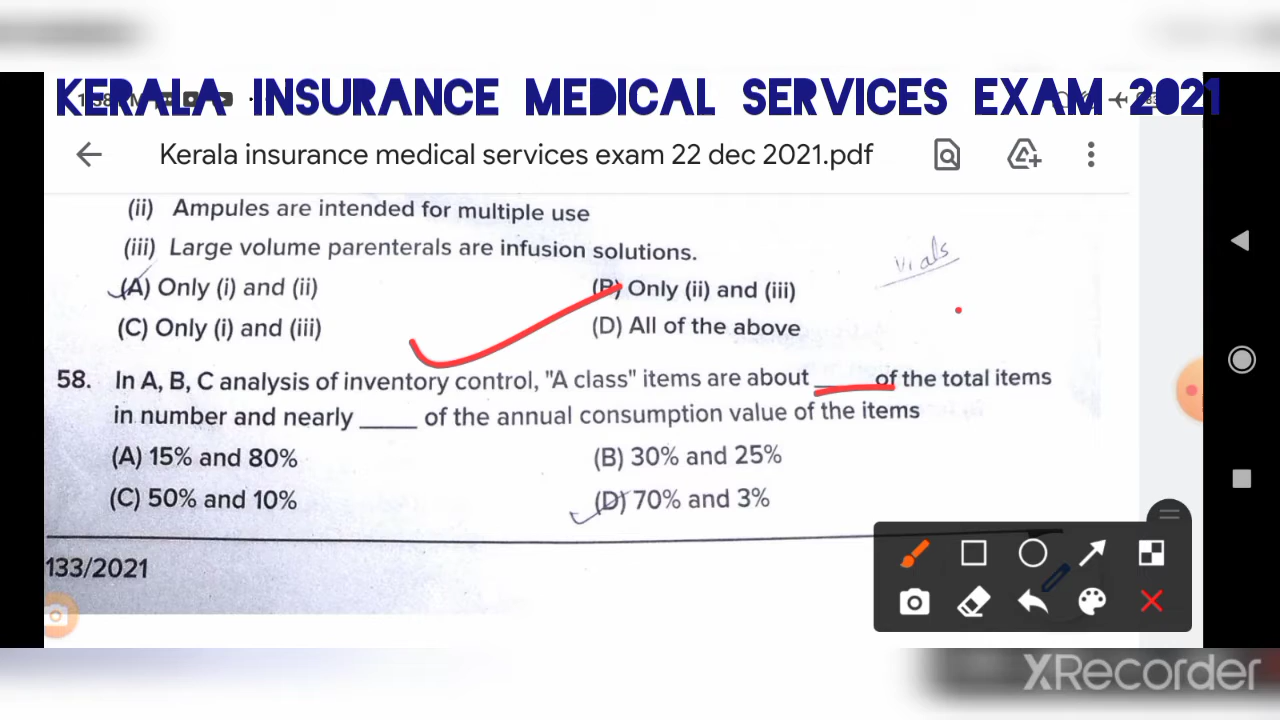 KERALA INSURANCE MEDICAL SERVICES EXAM 2021
Kerala insurance medical services exam 22 dec 2021.pdf
(ii) Ampules are intended for multiple use
(iii) Large volume parenterals are infusion solutions.
vials
(A) Only (i) and (ii)
(B) Only (ii) and (iii)
(C) Only (i) and (iii)
(D) All of the above
58. In A, B, C analysis of inventory control, "A class" items are about _____ of the total items
in number and nearly _____ of the annual consumption value of the items
(A) 15% and 80%
(B) 30% and 25%
(C) 50% and 10%
(D) 70% and 3%
133/2021
XRecorder